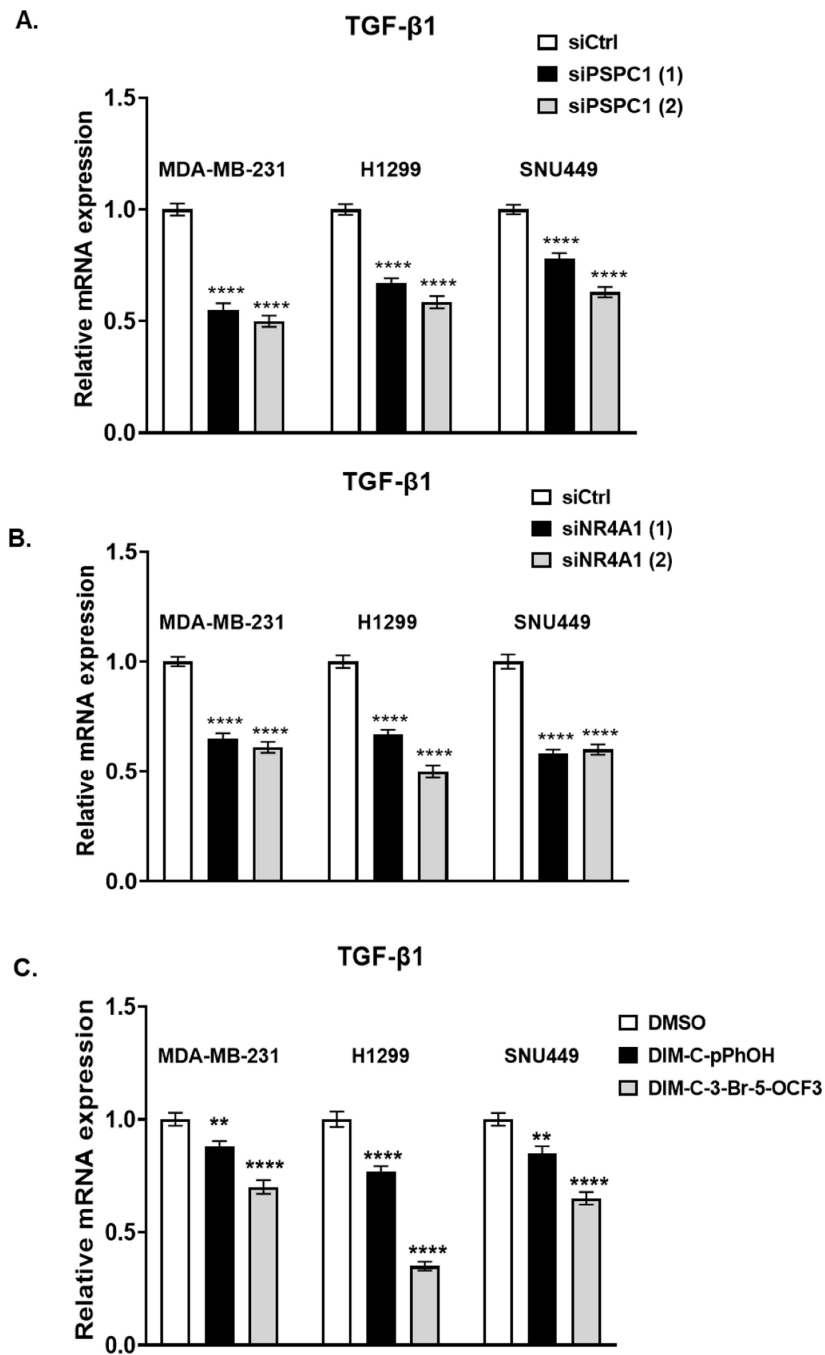 A.
TGF-β1
siCtrl
siPSPC1 (1)
siPSPC1 (2)
Relative mRNA expression
1.5
1.0
0.5
0.0
MDA-MB-231 H1299 SNU449
**** **** **** **** **** ****
B.
TGF-β1
siCtrl
siNR4A1 (1)
siNR4A1 (2)
Relative mRNA expression
1.5
1.0
0.5
0.0
MDA-MB-231 H1299 SNU449
**** **** **** **** **** ****
C.
TGF-β1
DMSO
DIM-C-pPhOH
DIM-C-3-Br-5-OCF3
Relative mRNA expression
1.5
1.0
0.5
0.0
MDA-MB-231 H1299 SNU449
** **** **** **** ** ****